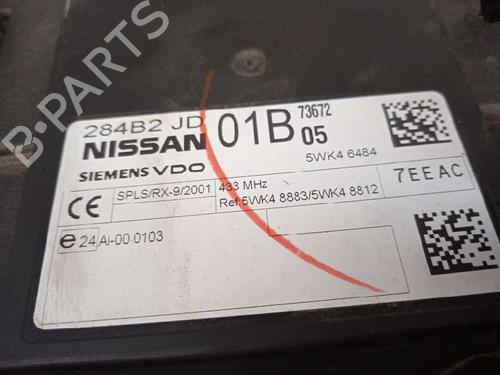 B-PARTS
284B2 JD 01B 73672
NISSAN 05
SIEMENS VDO 5WK4 6484
CE SPLS/RX-9/2001 433 MHz 7EEAC
Ref:5WK4 8883/5WK4 8812
e 24 AI-00 0103